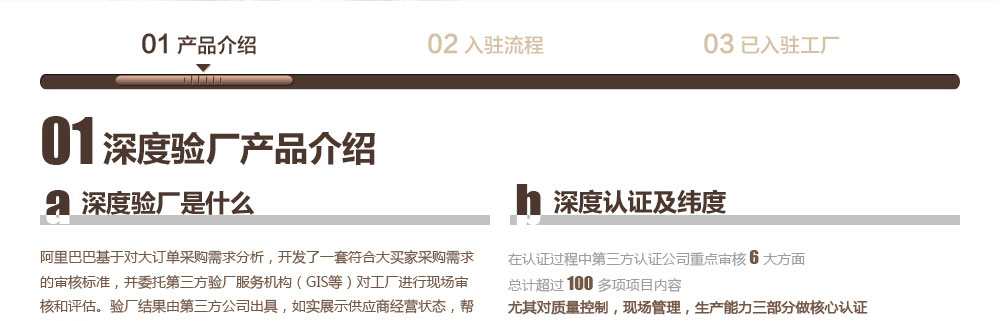 01 产品介绍
02 入驻流程
03 已入驻工厂
01 深度验厂产品介绍
a 深度验厂是什么
阿里巴巴基于对大订单采购需求分析，开发了一套符合大买家采购需求
的审核标准，并委托第三方验厂服务机构（GIS等）对工厂进行现场审
核和评估。验厂结果由第三方公司出具，如实展示供应商经营状态，帮
b 深度认证及纬度
在认证过程中第三方认证公司重点审核 6 大方面
总计超过 100 多项项目内容
尤其对质量控制，现场管理，生产能力三部分做核心认证